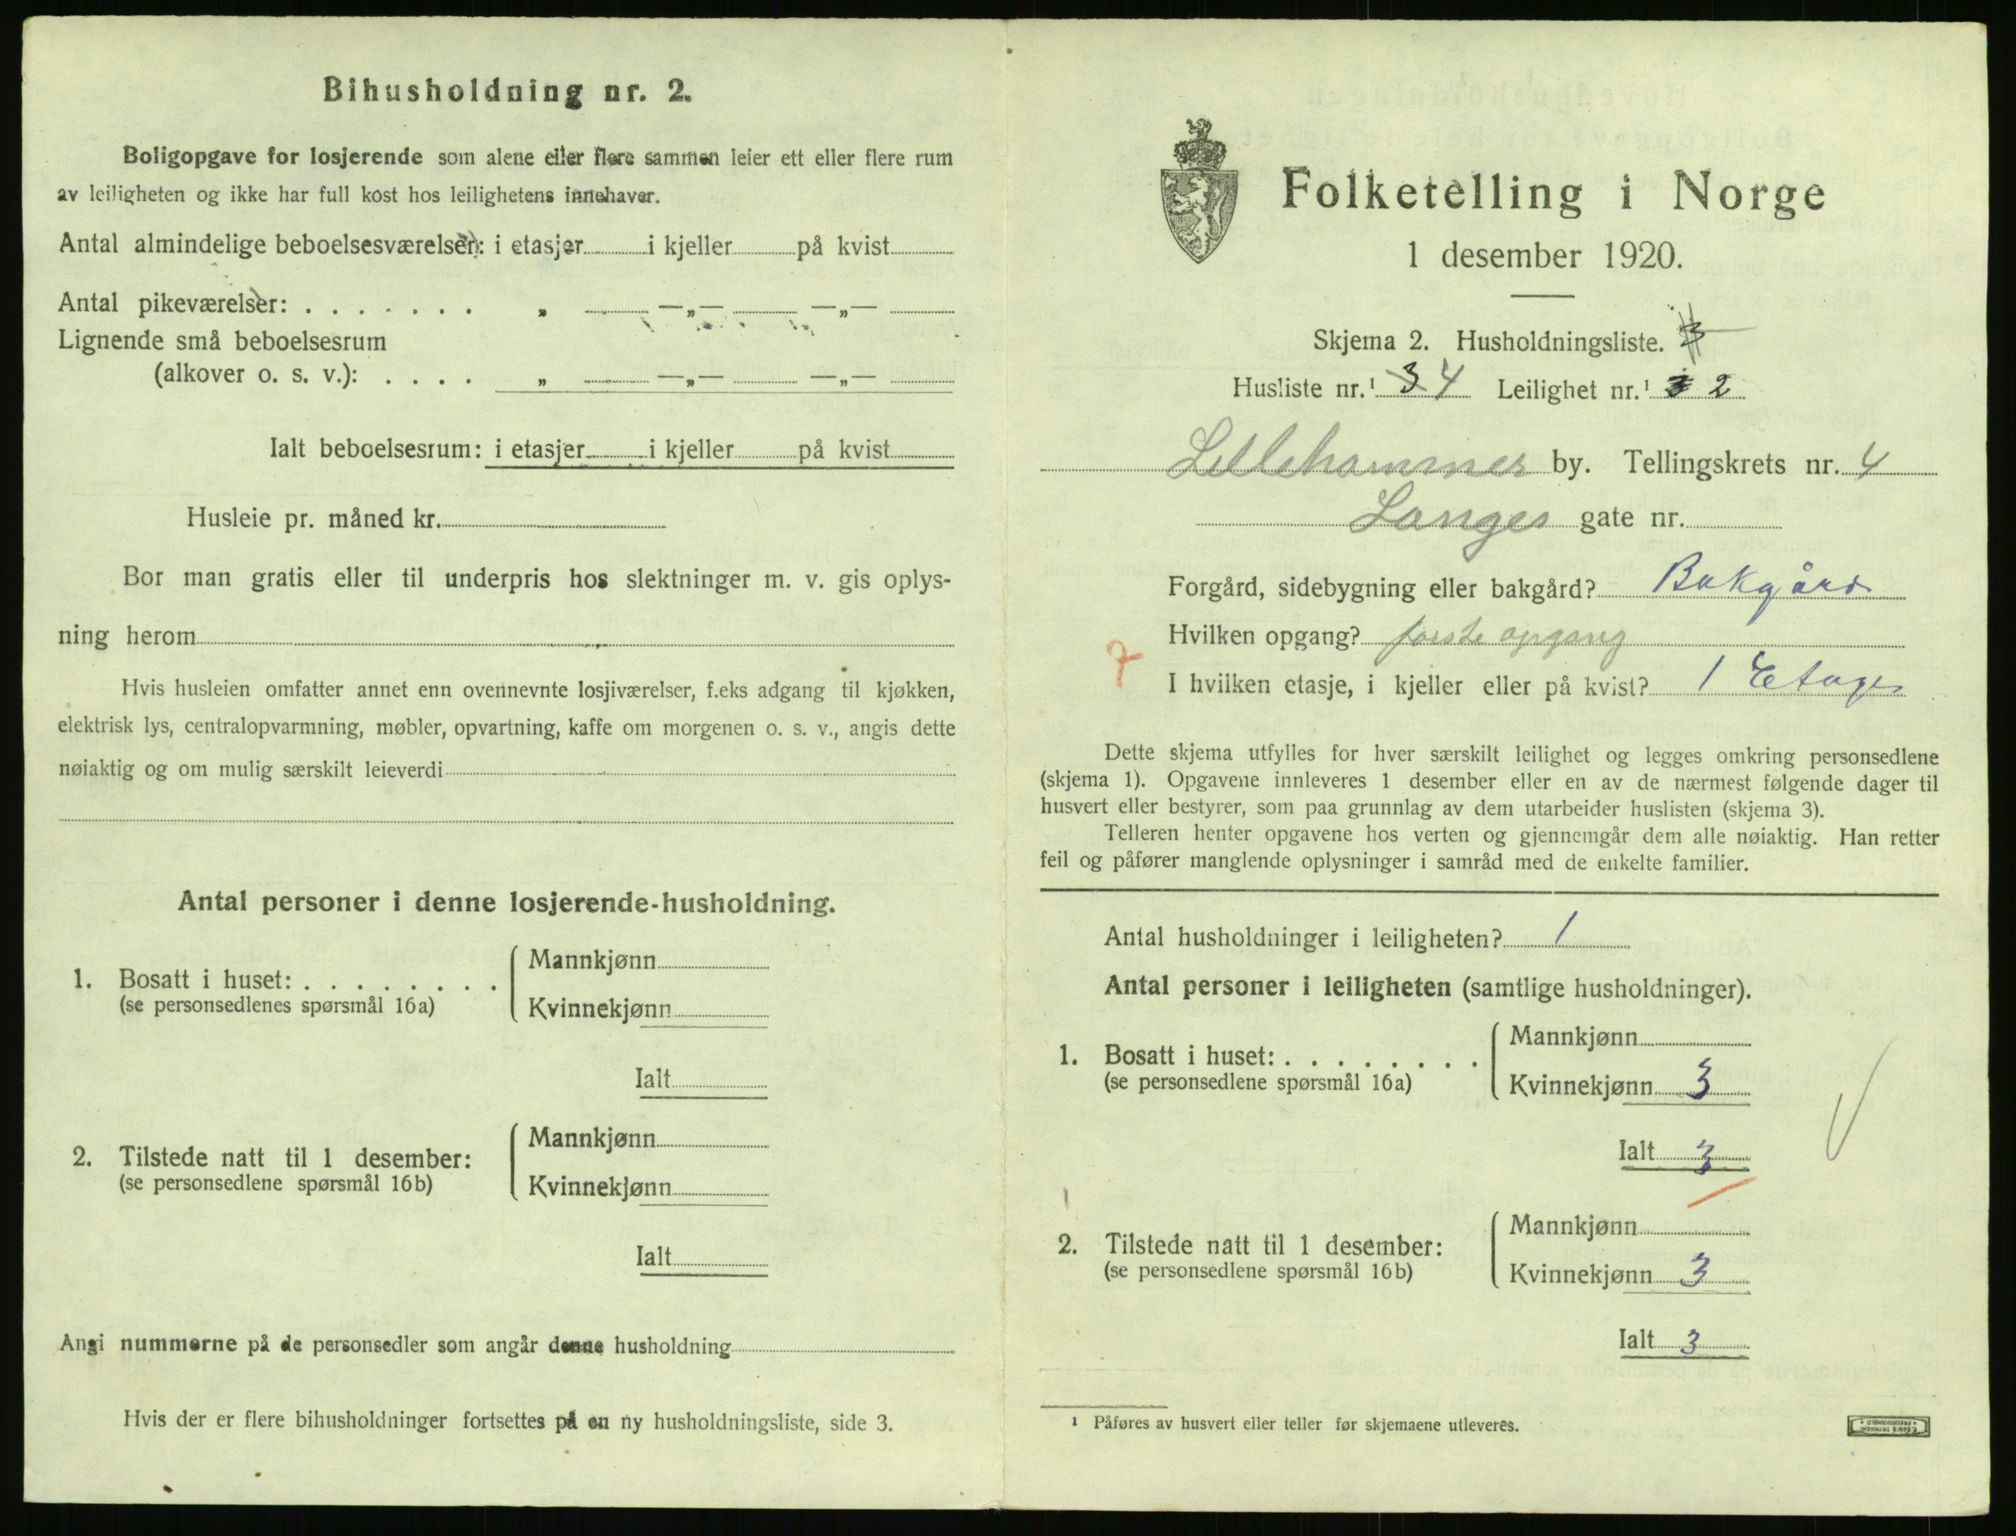 Bihusholdning nr. 2.
Boligopgave for losjerende som alene eller flere sammen leier ett eller flere rum
av leiligheten og ikke har full kost hos leilighetens innehaver.
Antal almindelige beboelsesværelser: i etasjer i kjeller på kvist
Antal pikeværelser: . . . . . . . „ —„— —„—
Lignende små beboelsesrum
(alkover o. s. v.): . . . . „ —„— —„—
Ialt beboelsesrum: i etasjer i kjeller på kvist
Husleie pr. måned kr.
Bor man gratis eller til underpris hos slektninger m. v. gis oplys-
ning herom
Hvis husleien omfatter annet enn ovennevnte losjiværelser, f.eks adgang til kjøkken,
elektrisk lys, centralopvarmning, møbler, opvartning, kaffe om morgenen o. s. v., angis dette
nøiaktig og om mulig særskilt leieverdi
Antal personer i denne losjerende-husholdning.
1. Bosatt i huset: . . . . . . . . Mannkjønn
(se personsedlenes spørsmål 16a) Kvinnekjønn
Ialt
2. Tilstede natt til 1 desember: Mannkjønn
(se personsedlene spørsmål 16b) Kvinnekjønn
Ialt
Angi nummerne på de personsedler som angår denne husholdning
Hvis der er flere bihusholdninger fortsettes på en ny husholdningsliste, side 3.
Folketelling i Norge
1 desember 1920.
Skjema 2. Husholdningsliste. 3
Husliste nr.¹ 3 4 Leilighet nr.¹ 2
Lillehammer by. Tellingskrets nr. 4
Langes gate nr.
Forgård, sidebygning eller bakgård? Bakgård
Hvilken opgang? første opgang
7
I hvilken etasje, i kjeller eller på kvist? 1 Etage
Dette skjema utfylles for hver særskilt leilighet og legges omkring personsedlene
(skjema 1). Opgavene innleveres 1 desember eller en av de nærmest følgende dager til
husvert eller bestyrer, som paa grunnlag av dem utarbeider huslisten (skjema 3).
Telleren henter opgavene hos verten og gjennemgår dem alle nøiaktig. Han retter
feil og påfører manglende oplysninger i samråd med de enkelte familier.
Antal husholdninger i leiligheten? 1
Antal personer i leiligheten (samtlige husholdninger).
1. Bosatt i huset: . . . . . . . . Mannkjønn
(se personsedlene spørsmål 16a) Kvinnekjønn 3
Ialt 3
2. Tilstede natt til 1 desember: Mannkjønn
(se personsedlene spørsmål 16b) Kvinnekjønn 3
Ialt 3
¹ Påføres av husvert eller teller før skjemaene utleveres.